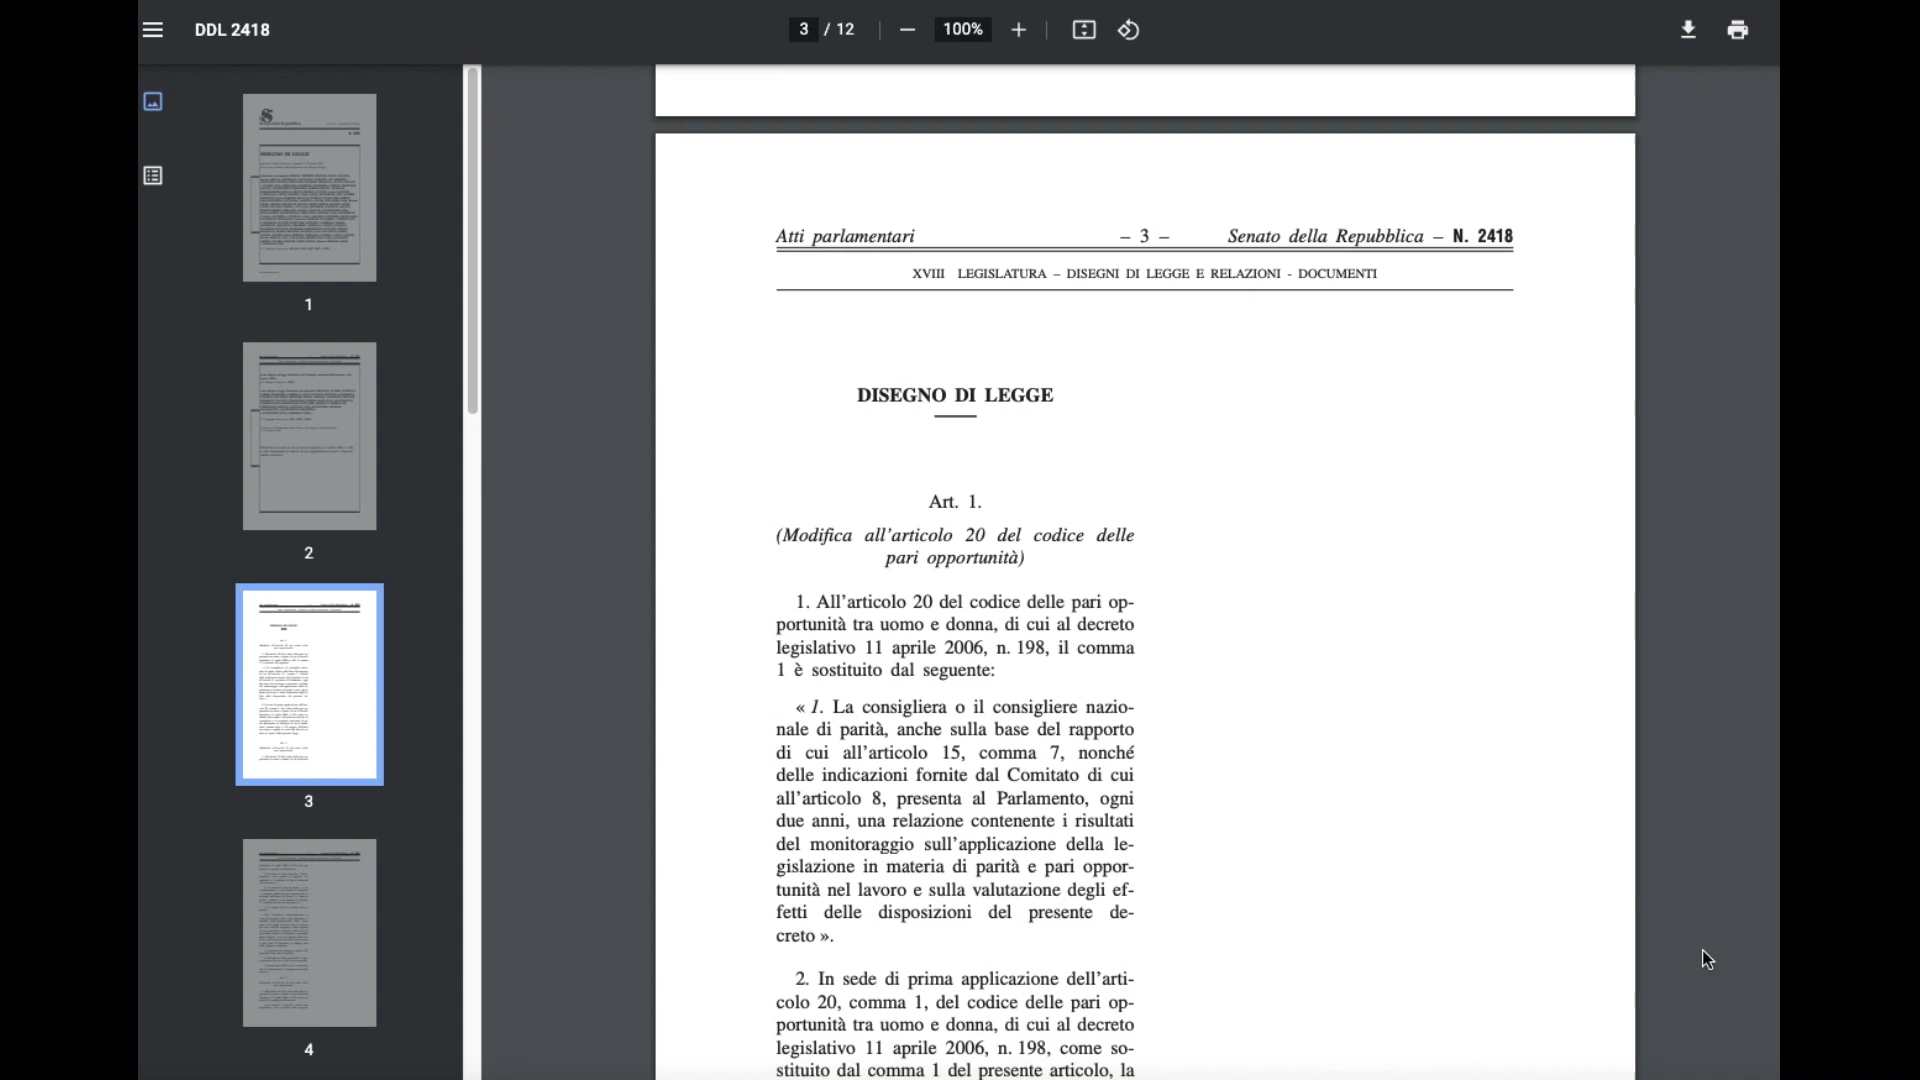 DDL 2418
3 / 12
100%
1
2
3
4
Atti parlamentari – 3 – Senato della Repubblica – N. 2418
XVIII LEGISLATURA – DISEGNI DI LEGGE E RELAZIONI - DOCUMENTI
DISEGNO DI LEGGE
Art. 1.
(Modifica all’articolo 20 del codice delle
pari opportunità)
1. All’articolo 20 del codice delle pari op-
portunità tra uomo e donna, di cui al decreto
legislativo 11 aprile 2006, n. 198, il comma
1 è sostituito dal seguente:
« 1. La consigliera o il consigliere nazio-
nale di parità, anche sulla base del rapporto
di cui all’articolo 15, comma 7, nonché
delle indicazioni fornite dal Comitato di cui
all’articolo 8, presenta al Parlamento, ogni
due anni, una relazione contenente i risultati
del monitoraggio sull’applicazione della le-
gislazione in materia di parità e pari oppor-
tunità nel lavoro e sulla valutazione degli ef-
fetti delle disposizioni del presente de-
creto ».
2. In sede di prima applicazione dell’arti-
colo 20, comma 1, del codice delle pari op-
portunità tra uomo e donna, di cui al decreto
legislativo 11 aprile 2006, n. 198, come so-
stituito dal comma 1 del presente articolo, la